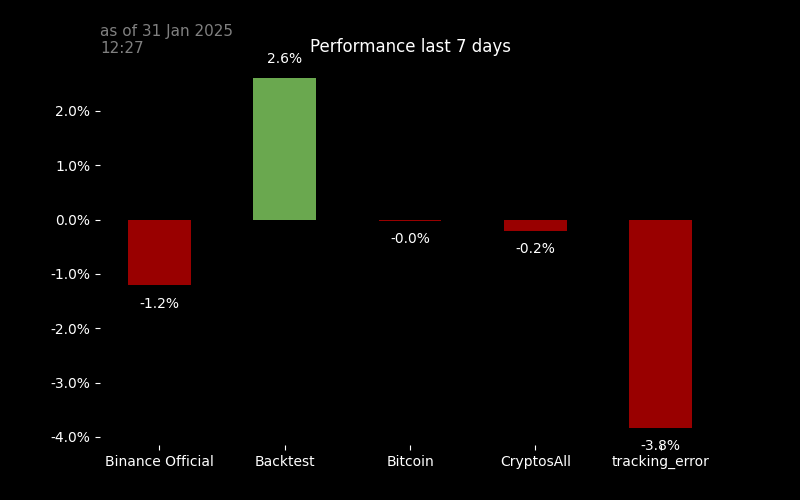 as of 31 Jan 2025
12:27
Performance last 7 days
2.6%
2.0%
1.0%
0.0%
-1.0%
-2.0%
-3.0%
-4.0%
-1.2%
-0.0%
-0.2%
-3.8%
Binance Official
Backtest
Bitcoin
CryptosAll
tracking_error